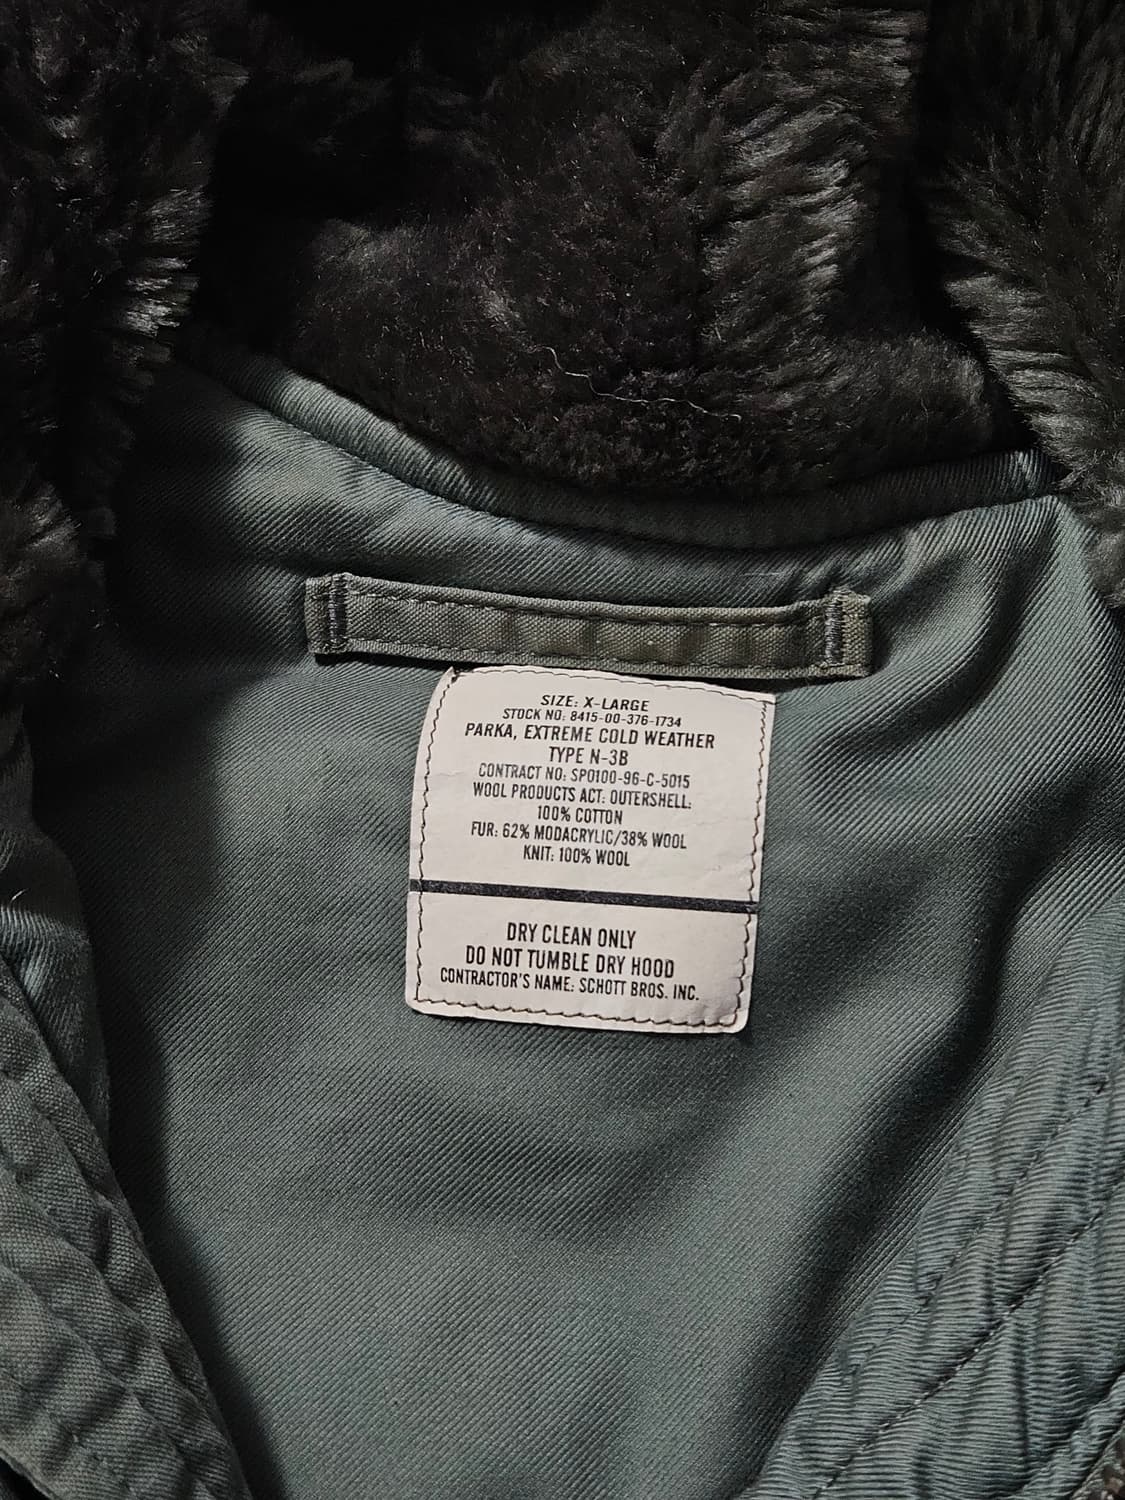 SIZE: X-LARGE
STOCK NO: 8415-00-376-1734
PARKA, EXTREME COLD WEATHER
TYPE N-3B
CONTRACT NO: SPO100-96-C-5015
WOOL PRODUCTS ACT: OUTERSHELL:
100% COTTON
FUR: 62% MODACRYLIC/38% WOOL
KNIT: 100% WOOL
DRY CLEAN ONLY
DO NOT TUMBLE DRY HOOD
CONTRACTOR'S NAME: SCHOTT BROS. INC.